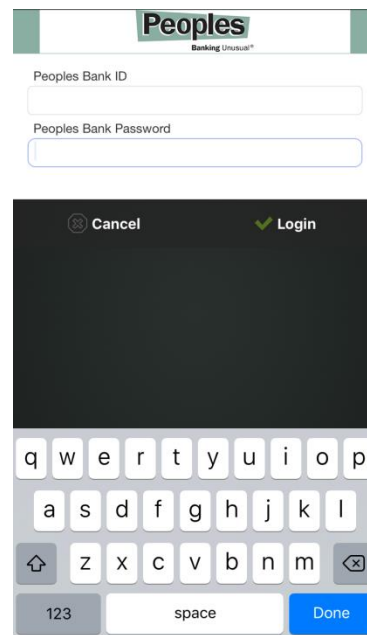 Peoples
Banking Unusual®
Peoples Bank ID
Peoples Bank Password
Cancel
Login
q w e r t y u i o p
a s d f g h j k l
z x c v b n m
123 space Done